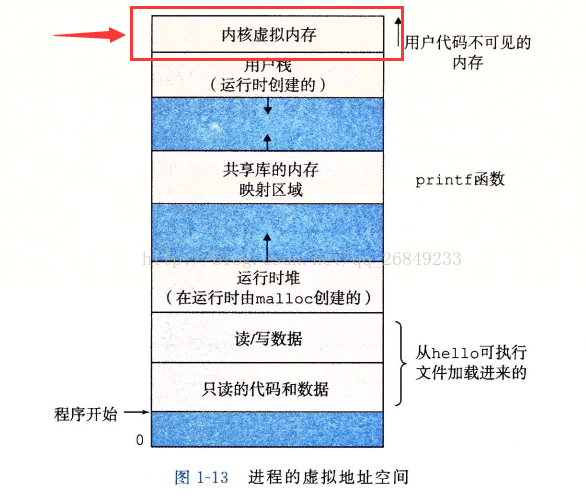 内核虚拟内存
用户代码不可见的
内存
用户栈
(运行时创建的)
共享库的内存
映射区域
printf函数
http://blog.csdn.net/qq_26849233
运行时堆
(在运行时由malloc创建的)
读/写数据
从hello可执行
文件加载进来的
只读的代码和数据
程序开始
0
图 1-13 进程的虚拟地址空间